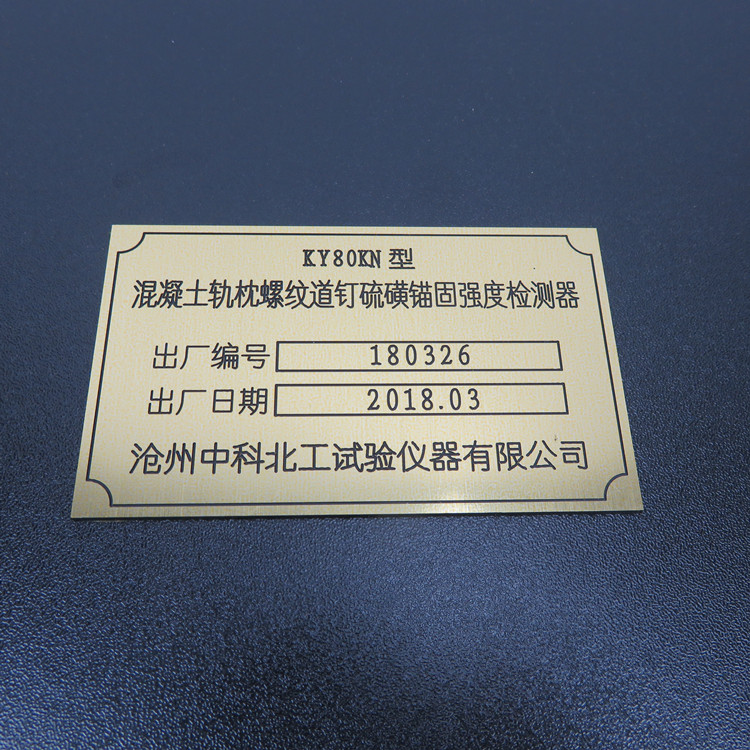 KY80KN型
混凝土轨枕螺纹道钉硫磺锚固强度检测器
出厂编号 180326
出厂日期 2018.03
沧州中科北工试验仪器有限公司